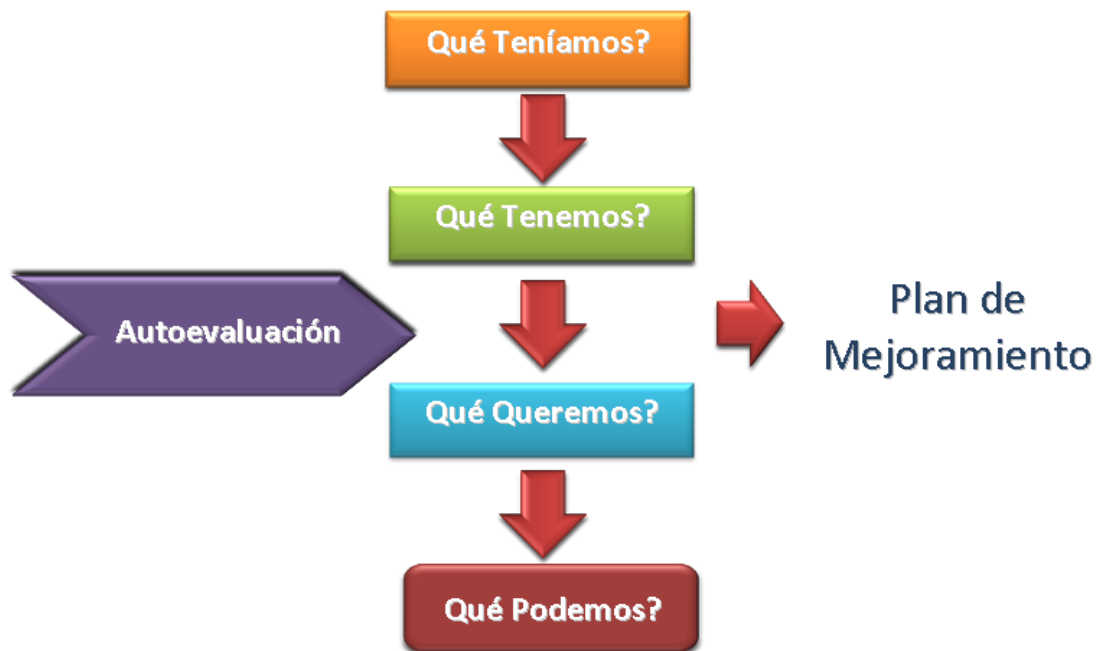 Qué Teníamos?
Qué Tenemos?
Autoevaluación
Plan de
Mejoramiento
Qué Queremos?
Qué Podemos?